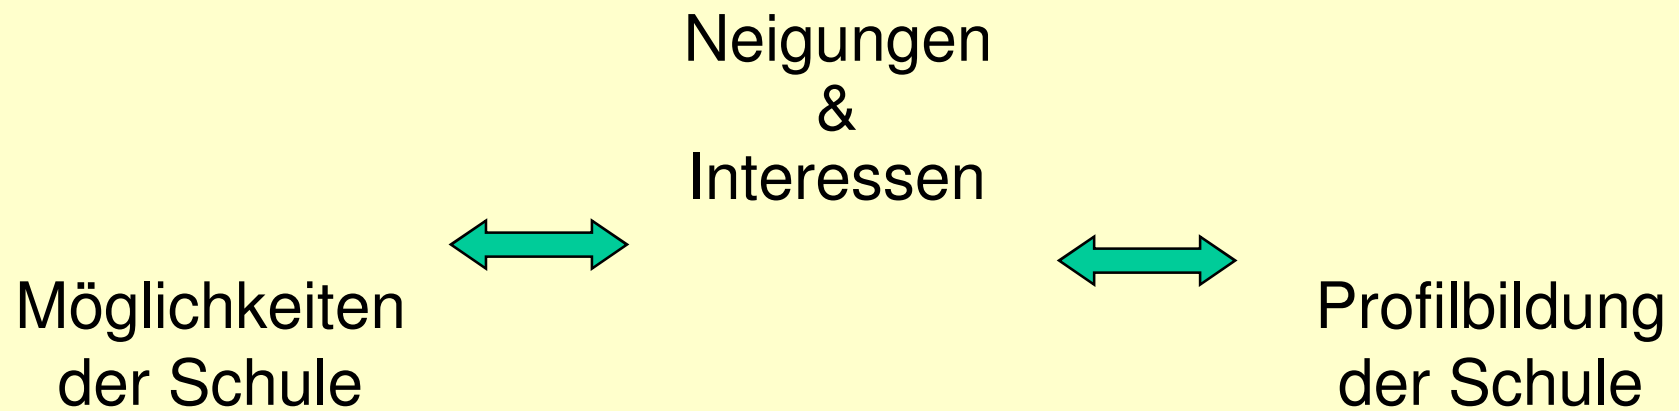 Neigungen
&
Interessen
Möglichkeiten
der Schule
Profilbildung
der Schule